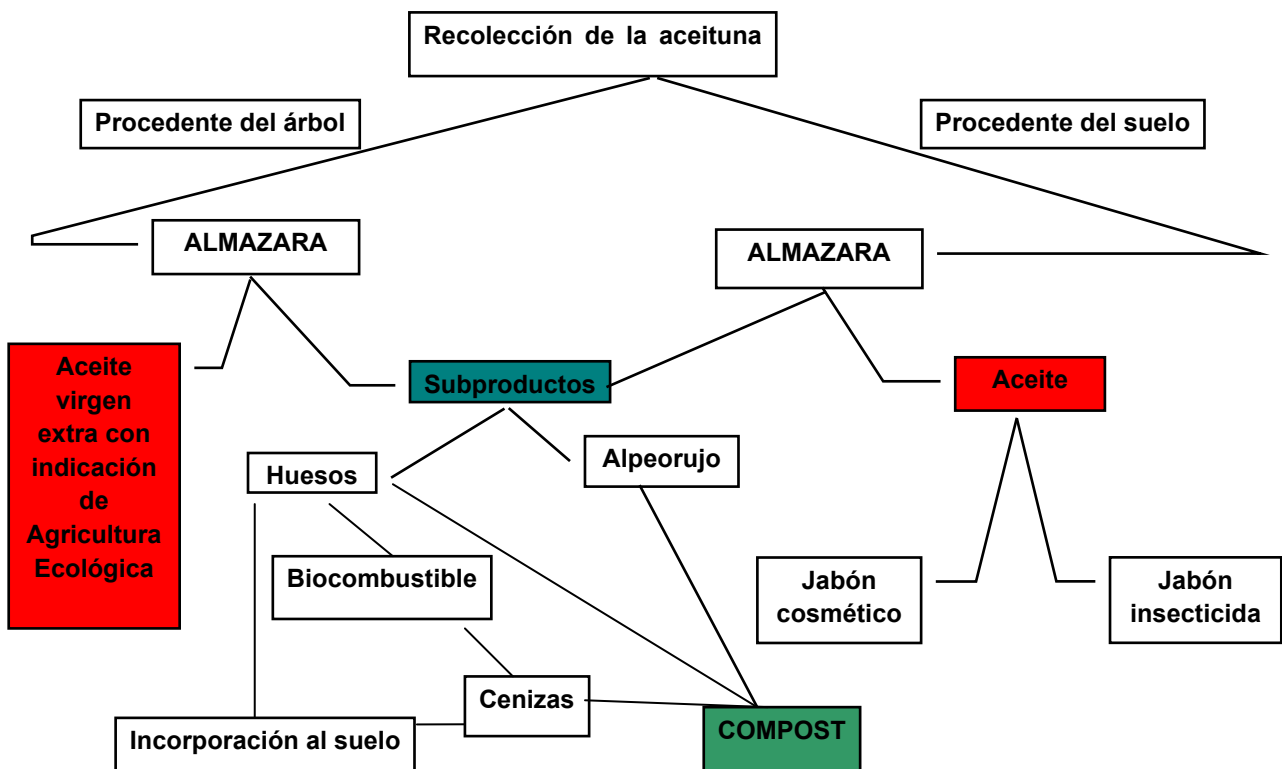 Recolección de la aceituna
Procedente del árbol
Procedente del suelo
ALMAZARA
ALMAZARA
Aceite
virgen
extra con
indicación
de
Agricultura
Ecológica
Subproductos
Aceite
Huesos
Alpeorujo
Biocombustible
Jabón
cosmético
Jabón
insecticida
Cenizas
Incorporación al suelo
COMPOST